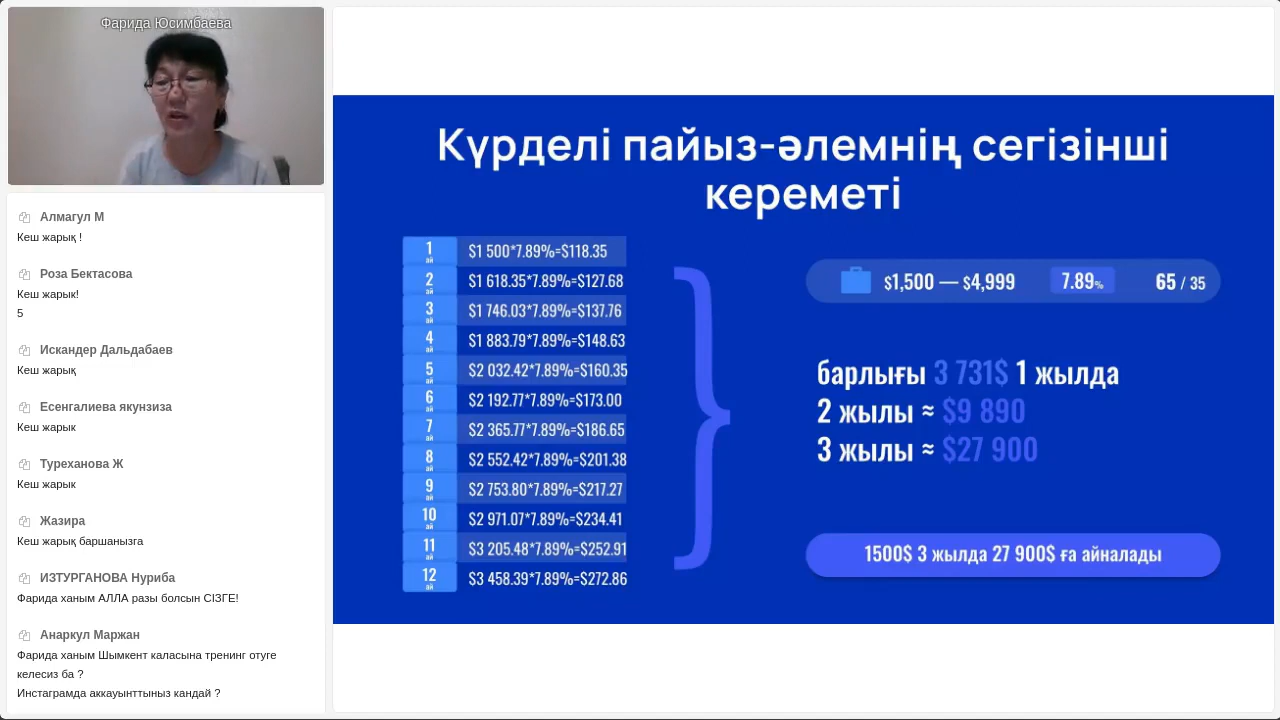 Фарида Юсимбаева
Алмагул М
Кеш жарық !
Роза Бектасова
Кеш жарық!
5
Искандер Дальдабаев
Кеш жарық
Есенгалиева якунзиза
Кеш жарык
Туреханова Ж
Кеш жарык
Жазира
Кеш жарық баршанызга
ИЗТУРГАНОВА Нуриба
Фарида ханым АЛЛА разы болсын СІЗГЕ!
Анаркул Маржан
Фарида ханым Шымкент каласына тренинг отуге
келесиз ба ?
Инстаграмда аккауынттыныз кандай ?
Күрделі пайыз-әлемнің сегізінші
кереметі
1 ай $1 500*7.89%=$118.35
2 ай $1 618.35*7.89%=$127.68
3 ай $1 746.03*7.89%=$137.76
4 ай $1 883.79*7.89%=$148.63
5 ай $2 032.42*7.89%=$160.35
6 ай $2 192.77*7.89%=$173.00
7 ай $2 365.77*7.89%=$186.65
8 ай $2 552.42*7.89%=$201.38
9 ай $2 753.80*7.89%=$217.27
10 ай $2 971.07*7.89%=$234.41
11 ай $3 205.48*7.89%=$252.91
12 ай $3 458.39*7.89%=$272.86
$1,500 — $4,999 7.89% 65 / 35
барлығы 3 731$ 1 жылда
2 жылы ≈ $9 890
3 жылы ≈ $27 900
1500$ 3 жылда 27 900$ ға айналады